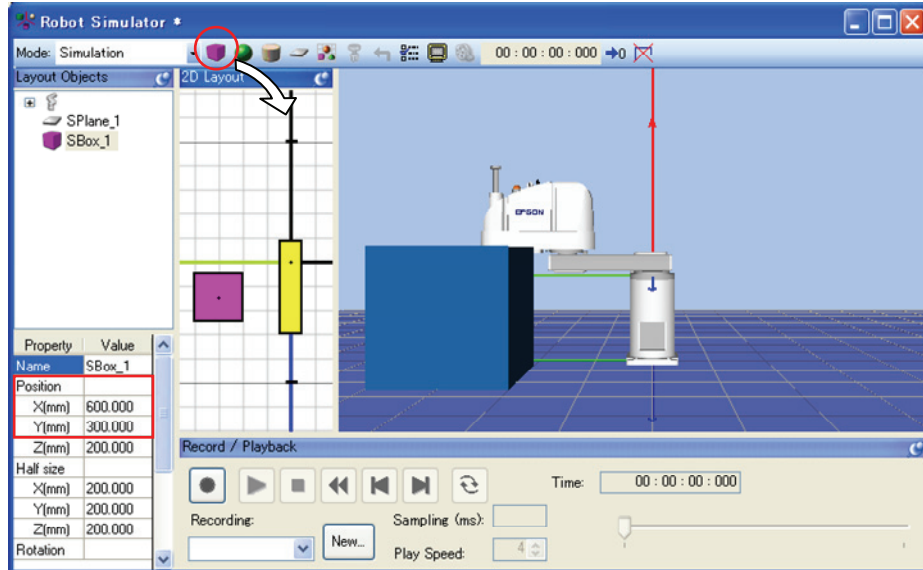 Robot Simulator *
Mode: Simulation
00 : 00 : 00 : 000
0
Layout Objects
2D Layout
SPlane_1
SBox_1
EPSON
Property Value
Name SBox_1
Position
X(mm) 600.000
Y(mm) 300.000
Z(mm) 200.000
Half size
X(mm) 200.000
Y(mm) 200.000
Z(mm) 200.000
Rotation
Record / Playback
Time: 00 : 00 : 00 : 000
Recording:
New...
Sampling (ms):
Play Speed: 4